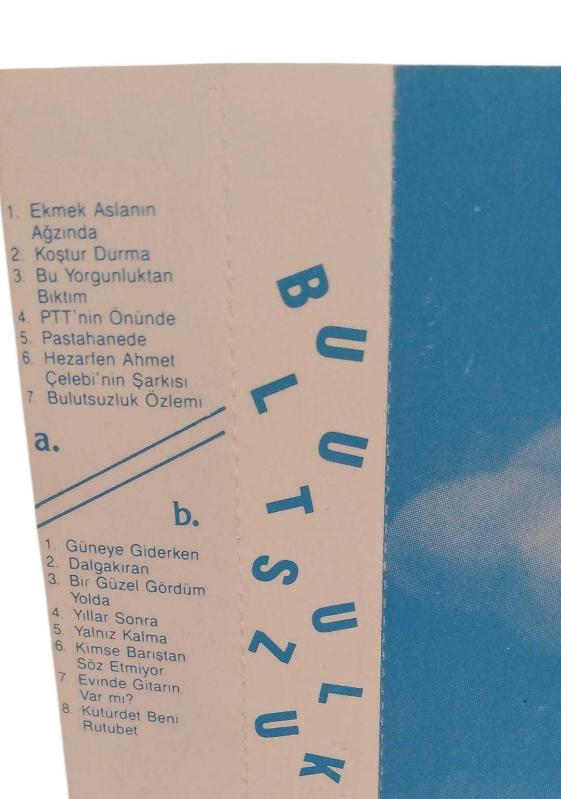 1. Ekmek Aslanın
Ağzında
2. Koştur Durma
3. Bu Yorgunluktan
Bıktım
4. PTT'nin Önünde
5. Pastahanede
6. Hezarfen Ahmet
Çelebi'nin Şarkısı
7. Bulutsuzluk Özlemi
a.
b.
1. Güneye Giderken
2. Dalgakıran
3. Bir Güzel Gördüm
Yolda
4. Yıllar Sonra
5. Yalnız Kalma
6. Kimse Barıştan
Söz Etmiyor
7. Evinde Gitarın
Var mı?
8. Kuturdet Beni
Rutubet
BULUTSUZLUK